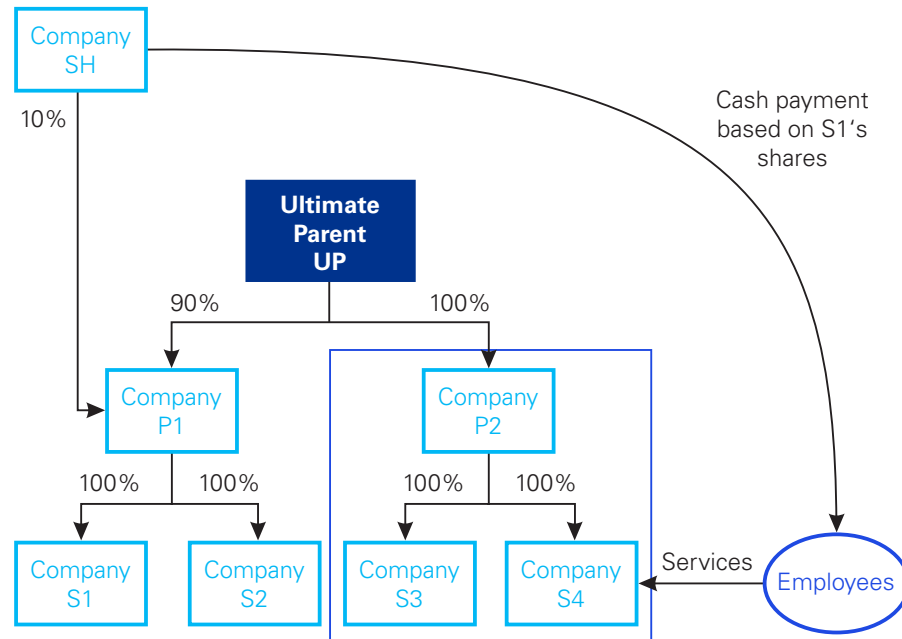 Company
SH
10%
Cash payment
based on S1‘s
shares
Ultimate
Parent
UP
90%
100%
Company
P1
Company
P2
100%
100%
100%
100%
Company
S1
Company
S2
Company
S3
Company
S4
Services
Employees